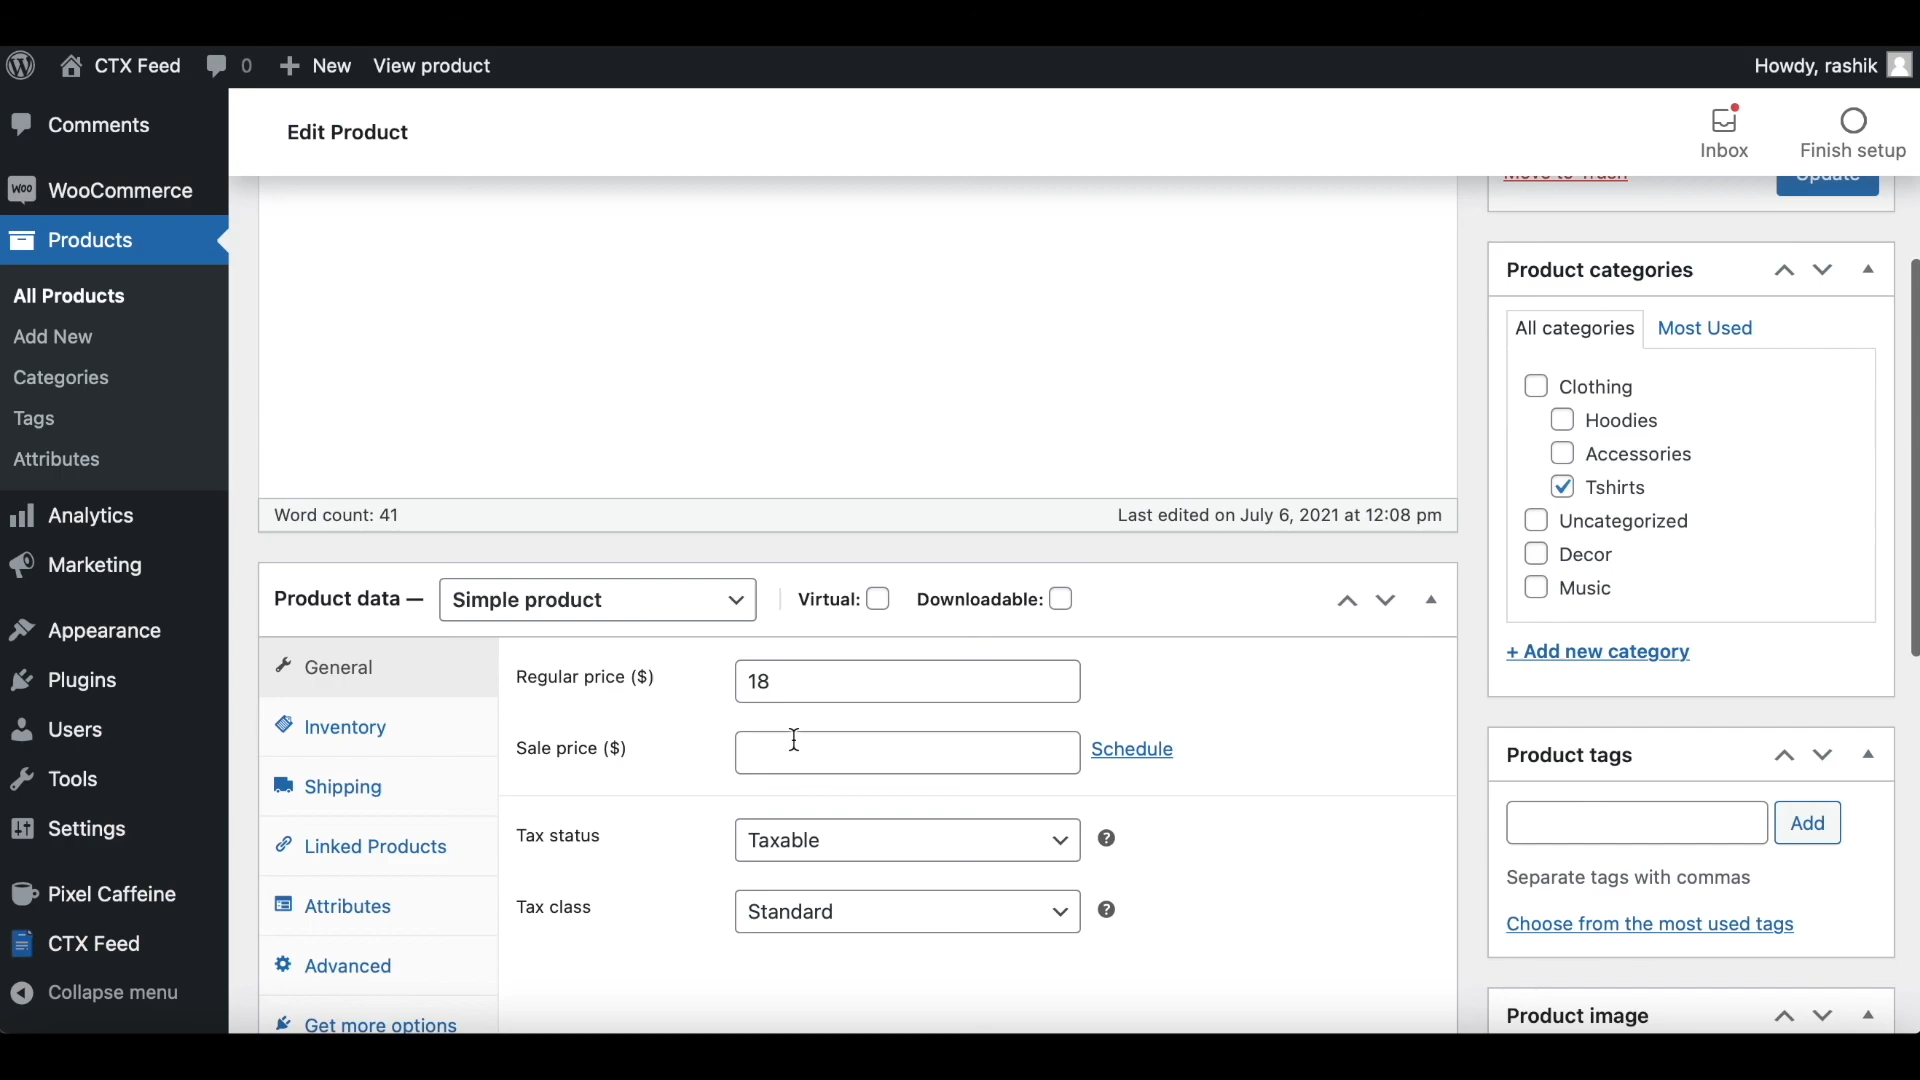 CTX Feed 0 New View product Howdy, rashik
Comments
WooCommerce
Products
All Products
Add New
Categories
Tags
Attributes
Analytics
Marketing
Appearance
Plugins
Users
Tools
Settings
Pixel Caffeine
CTX Feed
Collapse menu
Edit Product
Inbox
Finish setup
Word count: 41
Last edited on July 6, 2021 at 12:08 pm
Product data — Simple product Virtual: Downloadable:
General
Inventory
Shipping
Linked Products
Attributes
Advanced
Get more options
Regular price ($) 18
Sale price ($) Schedule
Tax status Taxable ?
Tax class Standard ?
Move to Trash
Update
Product categories
All categories Most Used
Clothing
Hoodies
Accessories
Tshirts
Uncategorized
Decor
Music
+ Add new category
Product tags
Add
Separate tags with commas
Choose from the most used tags
Product image